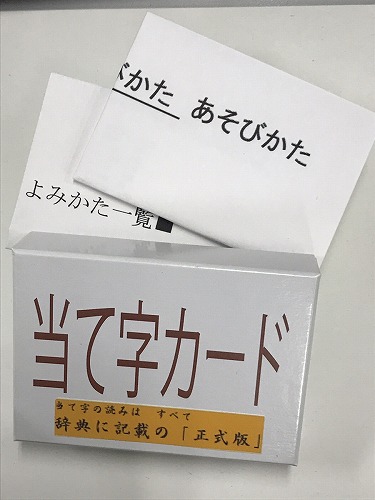 びかた あそびかた
よみかた一覧■
当て字カード
当て字の読みは すべて
辞典に記載の「正式版」